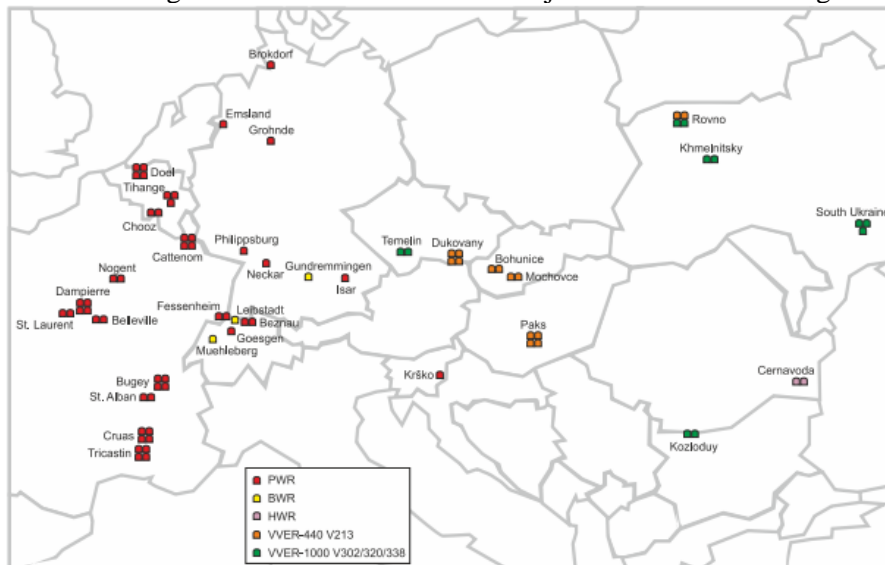 Brokdorf
Emsland
Grohnde
Rovno
Khmelnitsky
Doel
Tihange
Chooz
South Ukraine
Cattenom
Philippsburg
Temelin
Dukovany
Bohunice
Mochovce
Neckar
Gundremmingen
Isar
Nogent
Dampierre
St. Laurent
Belleville
Fessenheim
Leibstadt
Beznau
Goesgen
Muehleberg
Paks
Krško
Cernavoda
Bugey
St. Alban
Kozloduy
Cruas
Tricastin
PWR
BWR
HWR
VVER-440 V213
VVER-1000 V302/320/338